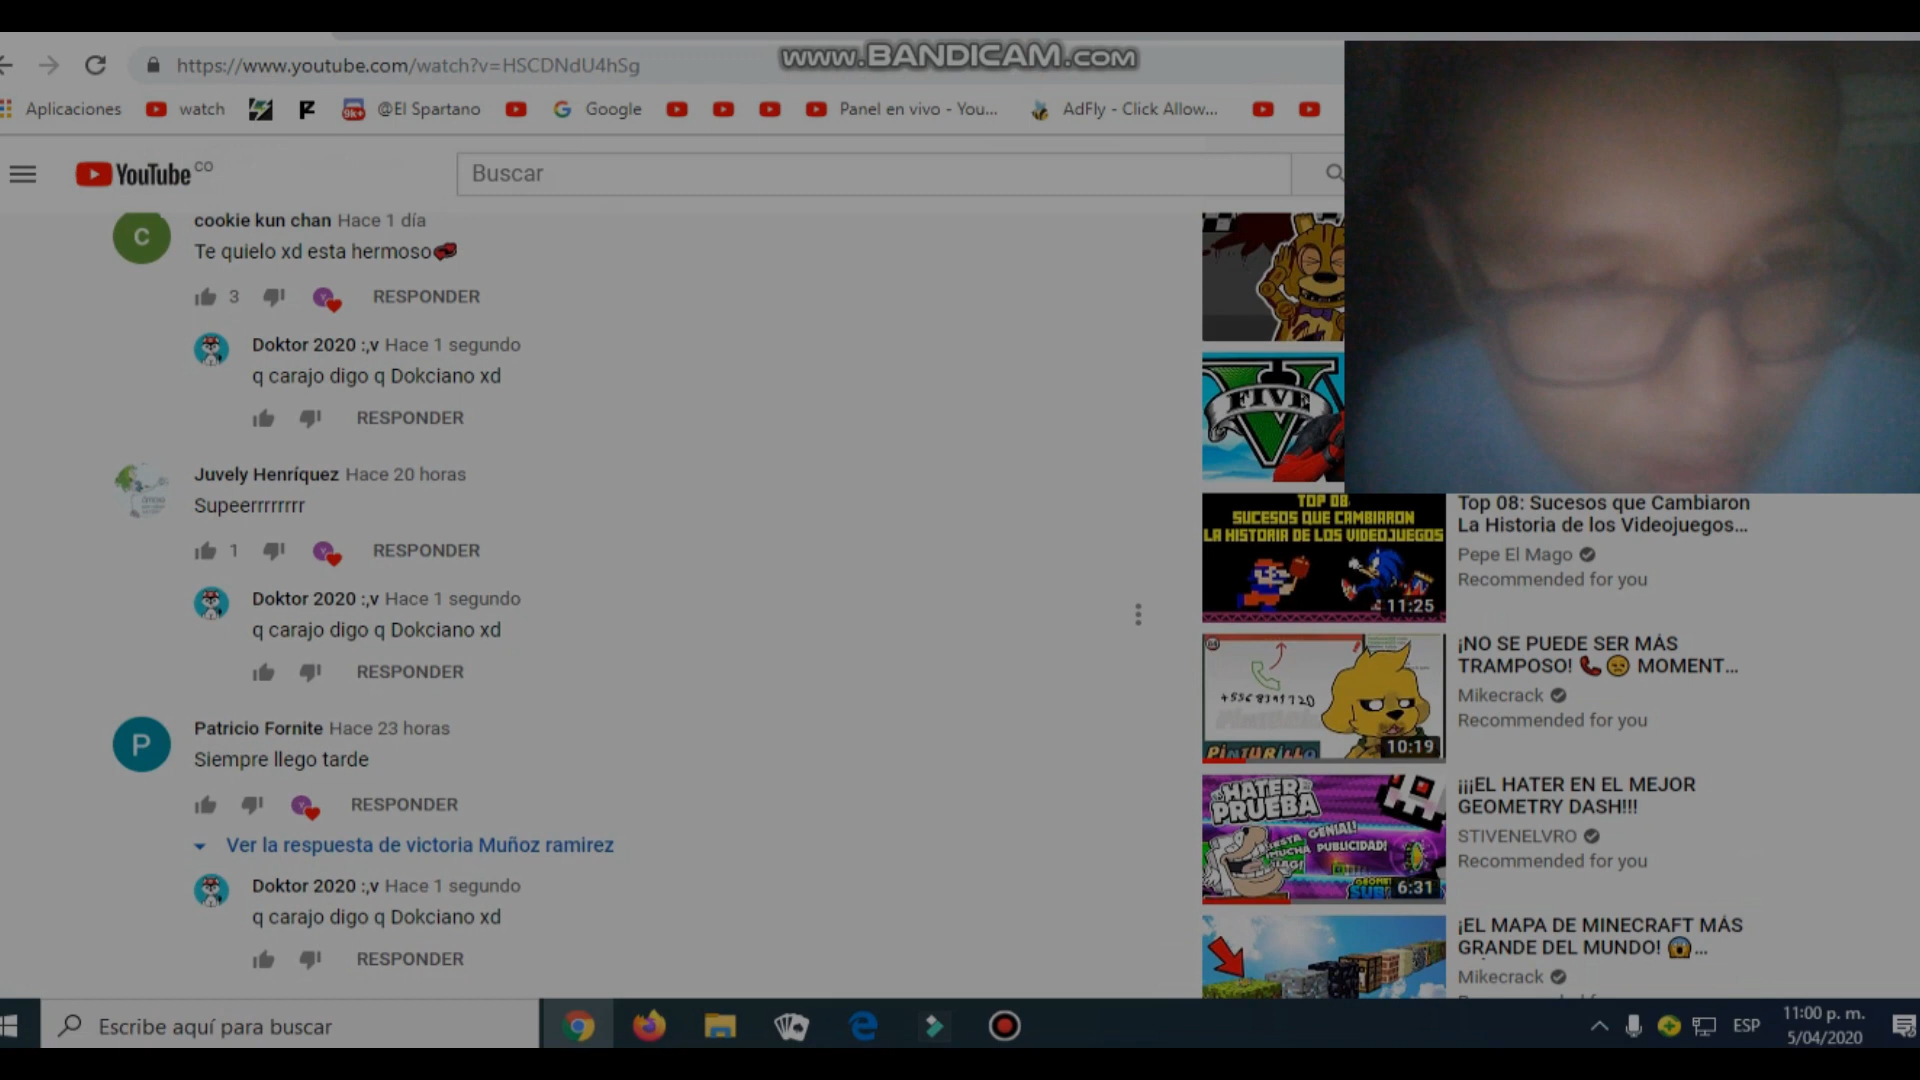 www.BANDICAM.com
https://www.youtube.com/watch?v=HSCDNdU4hSg
Aplicaciones
watch
9k+
@El Spartano
Google
Panel en vivo - You...
AdFly - Click Allow...
YouTube CO
Buscar
cookie kun chan Hace 1 día
Te quielo xd esta hermoso
3
RESPONDER
Doktor 2020 :,v Hace 1 segundo
q carajo digo q Dokciano xd
RESPONDER
Juvely Henríquez Hace 20 horas
Supeerrrrrrrr
1
RESPONDER
Doktor 2020 :,v Hace 1 segundo
q carajo digo q Dokciano xd
RESPONDER
P
Patricio Fornite Hace 23 horas
Siempre llego tarde
RESPONDER
Ver la respuesta de victoria Muñoz ramirez
Doktor 2020 :,v Hace 1 segundo
q carajo digo q Dokciano xd
RESPONDER
C
V
FIVE
TOP 08
SUCESOS QUE CAMBIARON
LA HISTORIA DE LOS VIDEOJUEGOS
11:25
Top 08: Sucesos que Cambiaron
La Historia de los Videojuegos...
Pepe El Mago
Recommended for you
+5568391720
PINTURILLO
10:19
¡NO SE PUEDE SER MÁS
TRAMPOSO! MOMENT...
Mikecrack
Recommended for you
HATER
PRUEBA
ESTA GENIAL!
MUCHA PUBLICIDAD!
LAG!
6:31
¡¡¡EL HATER EN EL MEJOR
GEOMETRY DASH!!!
STIVENELVRO
Recommended for you
¡EL MAPA DE MINECRAFT MÁS
GRANDE DEL MUNDO! ...
Mikecrack
Escribe aquí para buscar
ESP
11:00 p. m.
5/04/2020